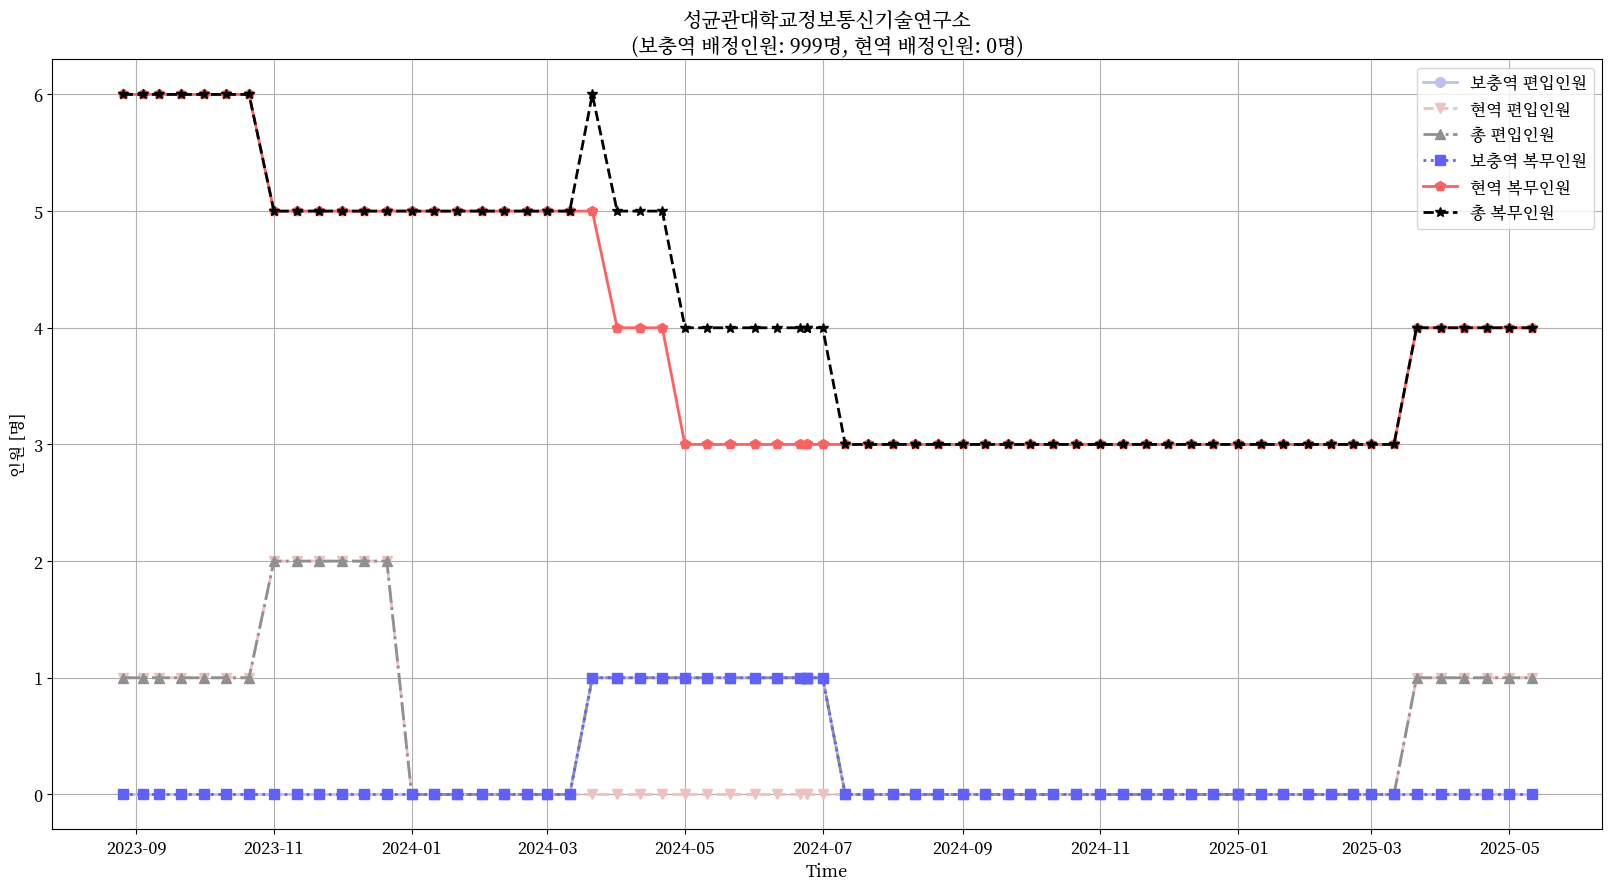 성균관대학교정보통신기술연구소
(보충역 배정인원: 999명, 현역 배정인원: 0명)
보충역 편입인원
현역 편입인원
총 편입인원
보충역 복무인원
현역 복무인원
총 복무인원
인원 [명]
6
5
4
3
2
1
0
2023-09 2023-11 2024-01 2024-03 2024-05 2024-07 2024-09 2024-11 2025-01 2025-03 2025-05
Time